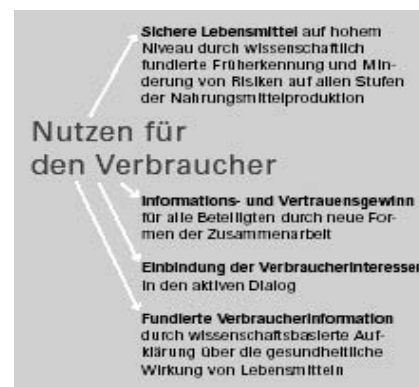 Sichere Lebensmittel auf hohem
Niveau durch wissenschaftlich
fundierte Früherkennung und Min-
derung von Risiken auf allen Stufen
der Nahrungsmittelproduktion
Nutzen für
den Verbraucher
Informations- und Vertrauensgewinn
für alle Beteiligten durch neue For-
men der Zusammenarbeit
Einbindung der Verbraucherinteressen
in den aktiven Dialog
Fundierte Verbraucherinformation
durch wissenschaftsbasierte Auf-
klärung über die gesundheitliche
Wirkung von Lebensmitteln